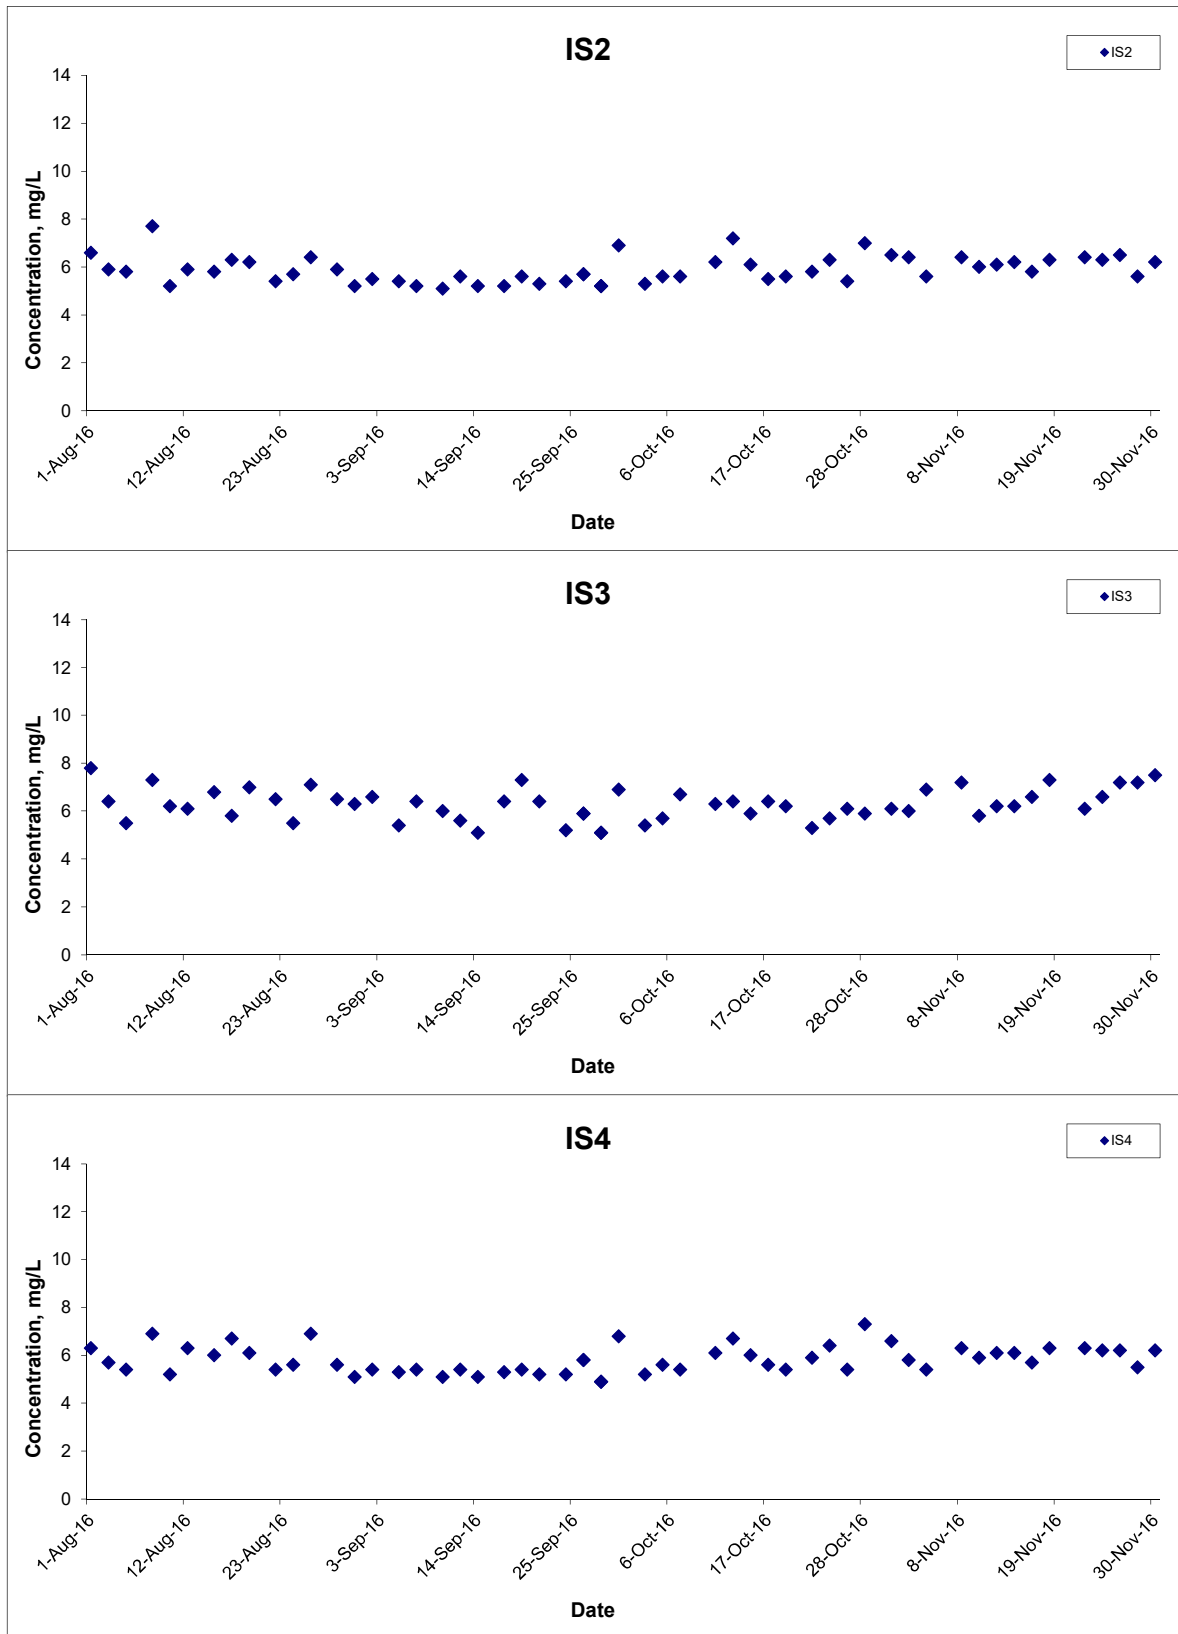 IS2
IS2
14
12
10
8
6
4
2
0
Concentration, mg/L
1-Aug-16
12-Aug-16
23-Aug-16
3-Sep-16
14-Sep-16
25-Sep-16
6-Oct-16
17-Oct-16
28-Oct-16
8-Nov-16
19-Nov-16
30-Nov-16
Date
IS3
IS3
14
12
10
8
6
4
2
0
Concentration, mg/L
1-Aug-16
12-Aug-16
23-Aug-16
3-Sep-16
14-Sep-16
25-Sep-16
6-Oct-16
17-Oct-16
28-Oct-16
8-Nov-16
19-Nov-16
30-Nov-16
Date
IS4
IS4
14
12
10
8
6
4
2
0
Concentration, mg/L
1-Aug-16
12-Aug-16
23-Aug-16
3-Sep-16
14-Sep-16
25-Sep-16
6-Oct-16
17-Oct-16
28-Oct-16
8-Nov-16
19-Nov-16
30-Nov-16
Date